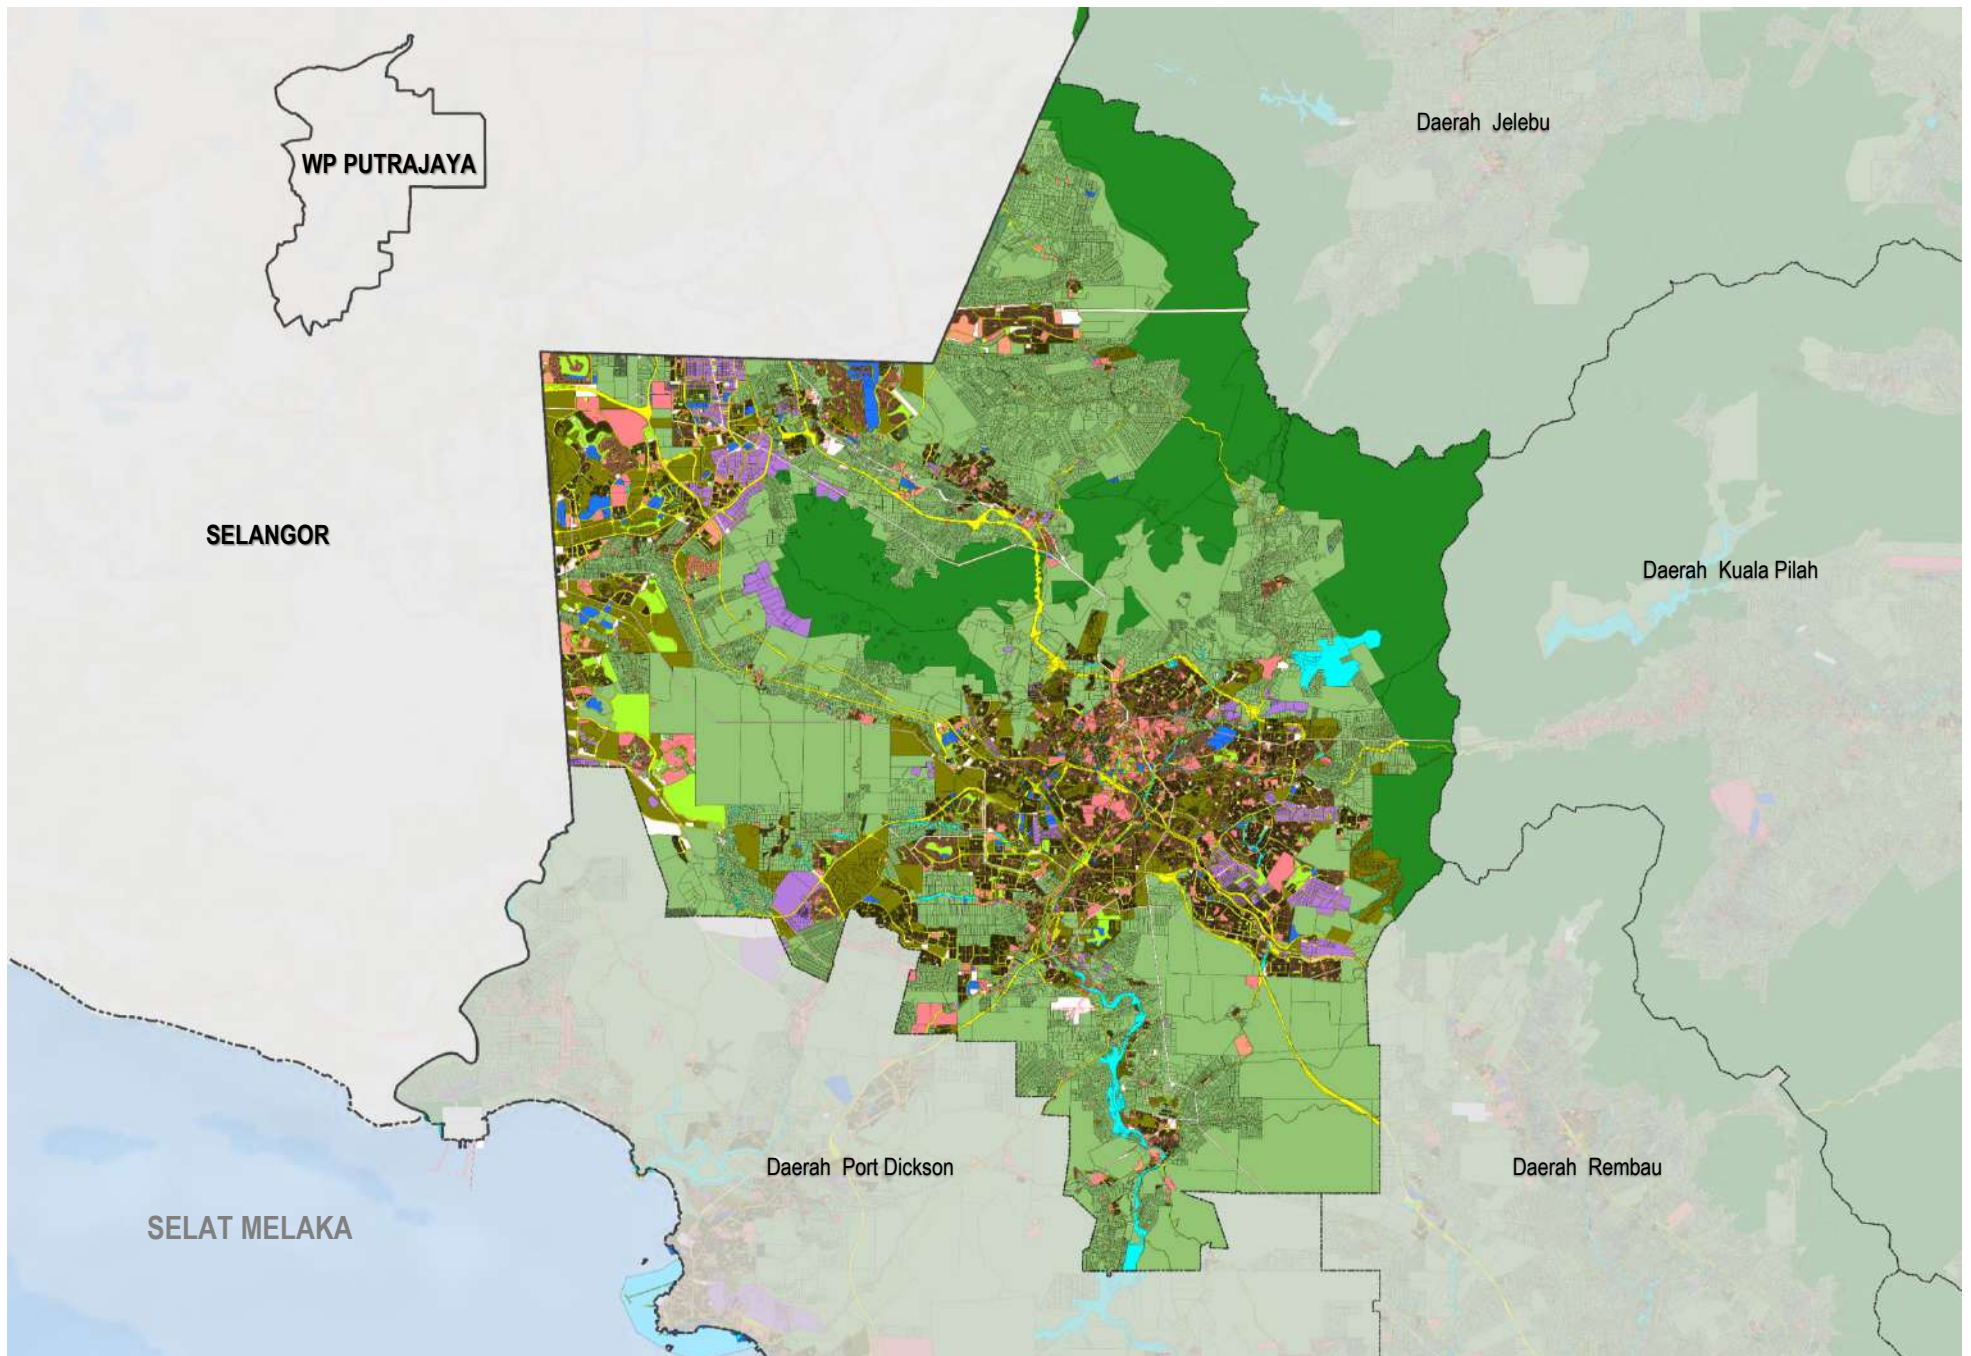 Daerah Jelebu
WP PUTRAJAYA
SELANGOR
Daerah Kuala Pilah
Daerah Port Dickson
Daerah Rembau
SELAT MELAKA